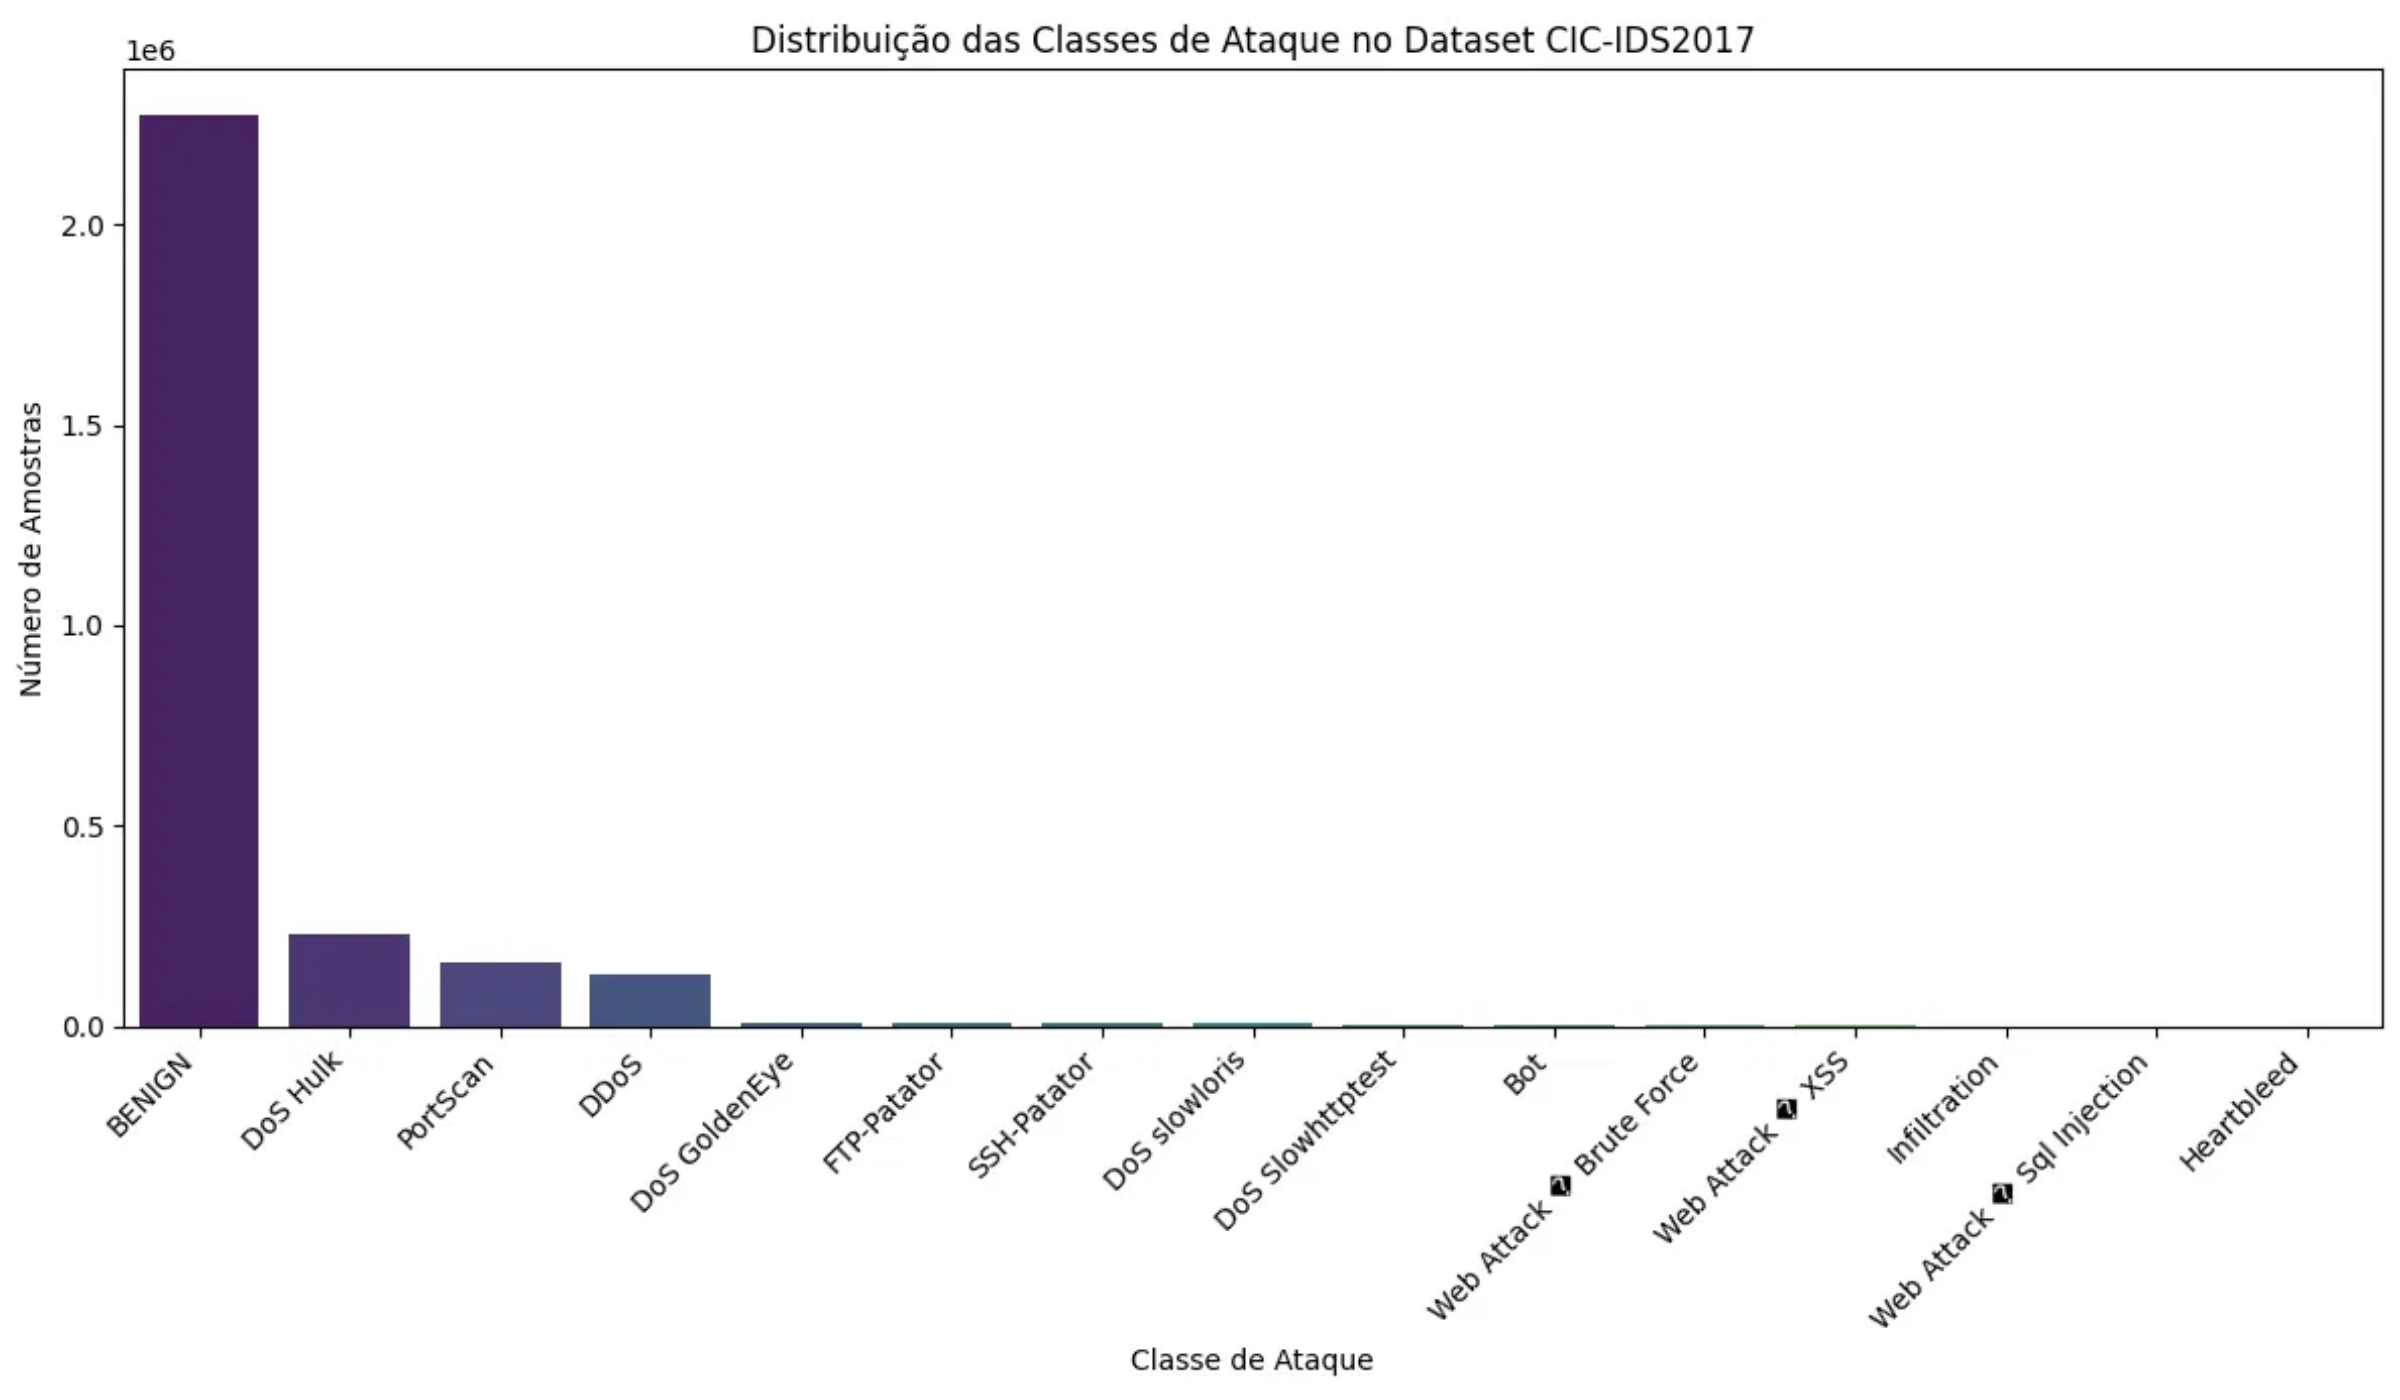 Distribuição das Classes de Ataque no Dataset CIC-IDS2017
1e6
Número de Amostras
2.0
1.5
1.0
0.5
0.0
BENIGN
DoS Hulk
PortScan
DDoS
DoS GoldenEye
FTP-Patator
SSH-Patator
DoS slowloris
DoS Slowhttptest
Bot
Web Attack � Brute Force
Web Attack � XSS
Infiltration
Web Attack � Sql Injection
Heartbleed
Classe de Ataque